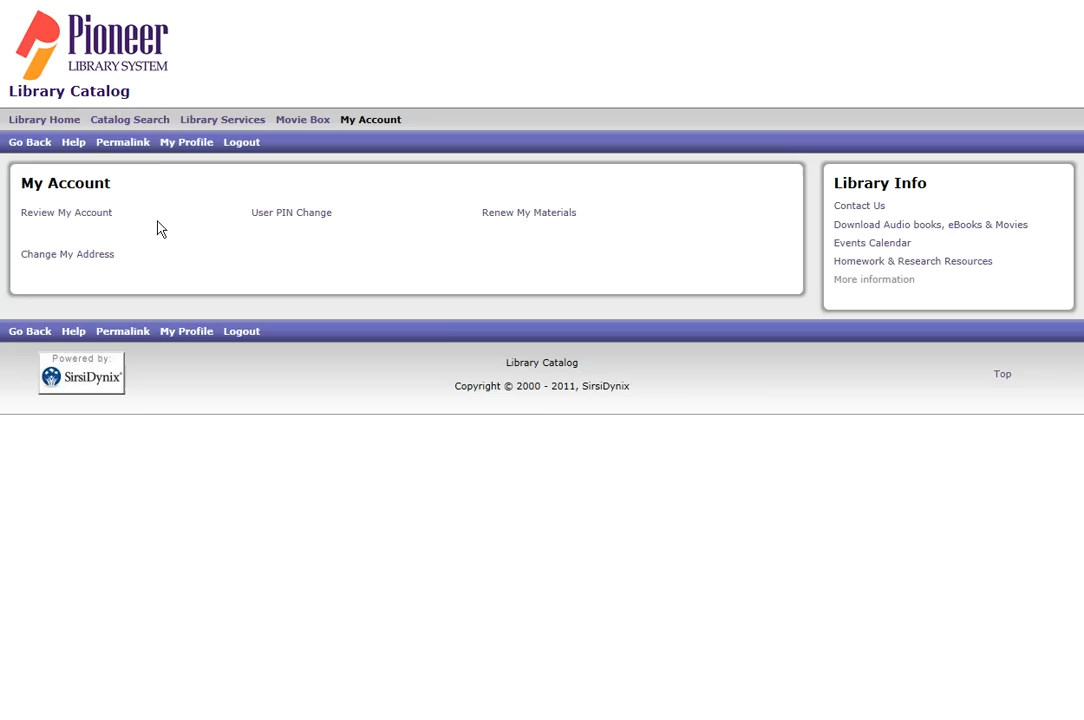 Pioneer
LIBRARY SYSTEM
Library Catalog
Library Home Catalog Search Library Services Movie Box My Account
Go Back Help Permalink My Profile Logout
My Account
Review My Account User PIN Change Renew My Materials
Change My Address
Library Info
Contact Us
Download Audio books, eBooks & Movies
Events Calendar
Homework & Research Resources
More information
Go Back Help Permalink My Profile Logout
Powered by:
SirsiDynix®
Library Catalog
Copyright © 2000 - 2011, SirsiDynix
Top